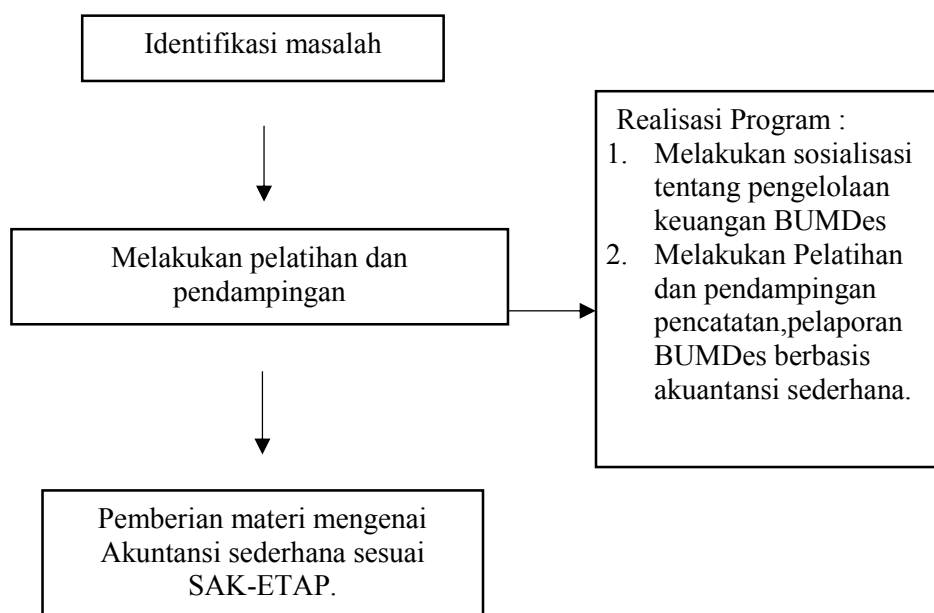 Identifikasi masalah
Melakukan pelatihan dan
pendampingan
Realisasi Program :
1. Melakukan sosialisasi
tentang pengelolaan
keuangan BUMDes
2. Melakukan Pelatihan
dan pendampingan
pencatatan,pelaporan
BUMDes berbasis
akuantansi sederhana.
Pemberian materi mengenai
Akuntansi sederhana sesuai
SAK-ETAP.